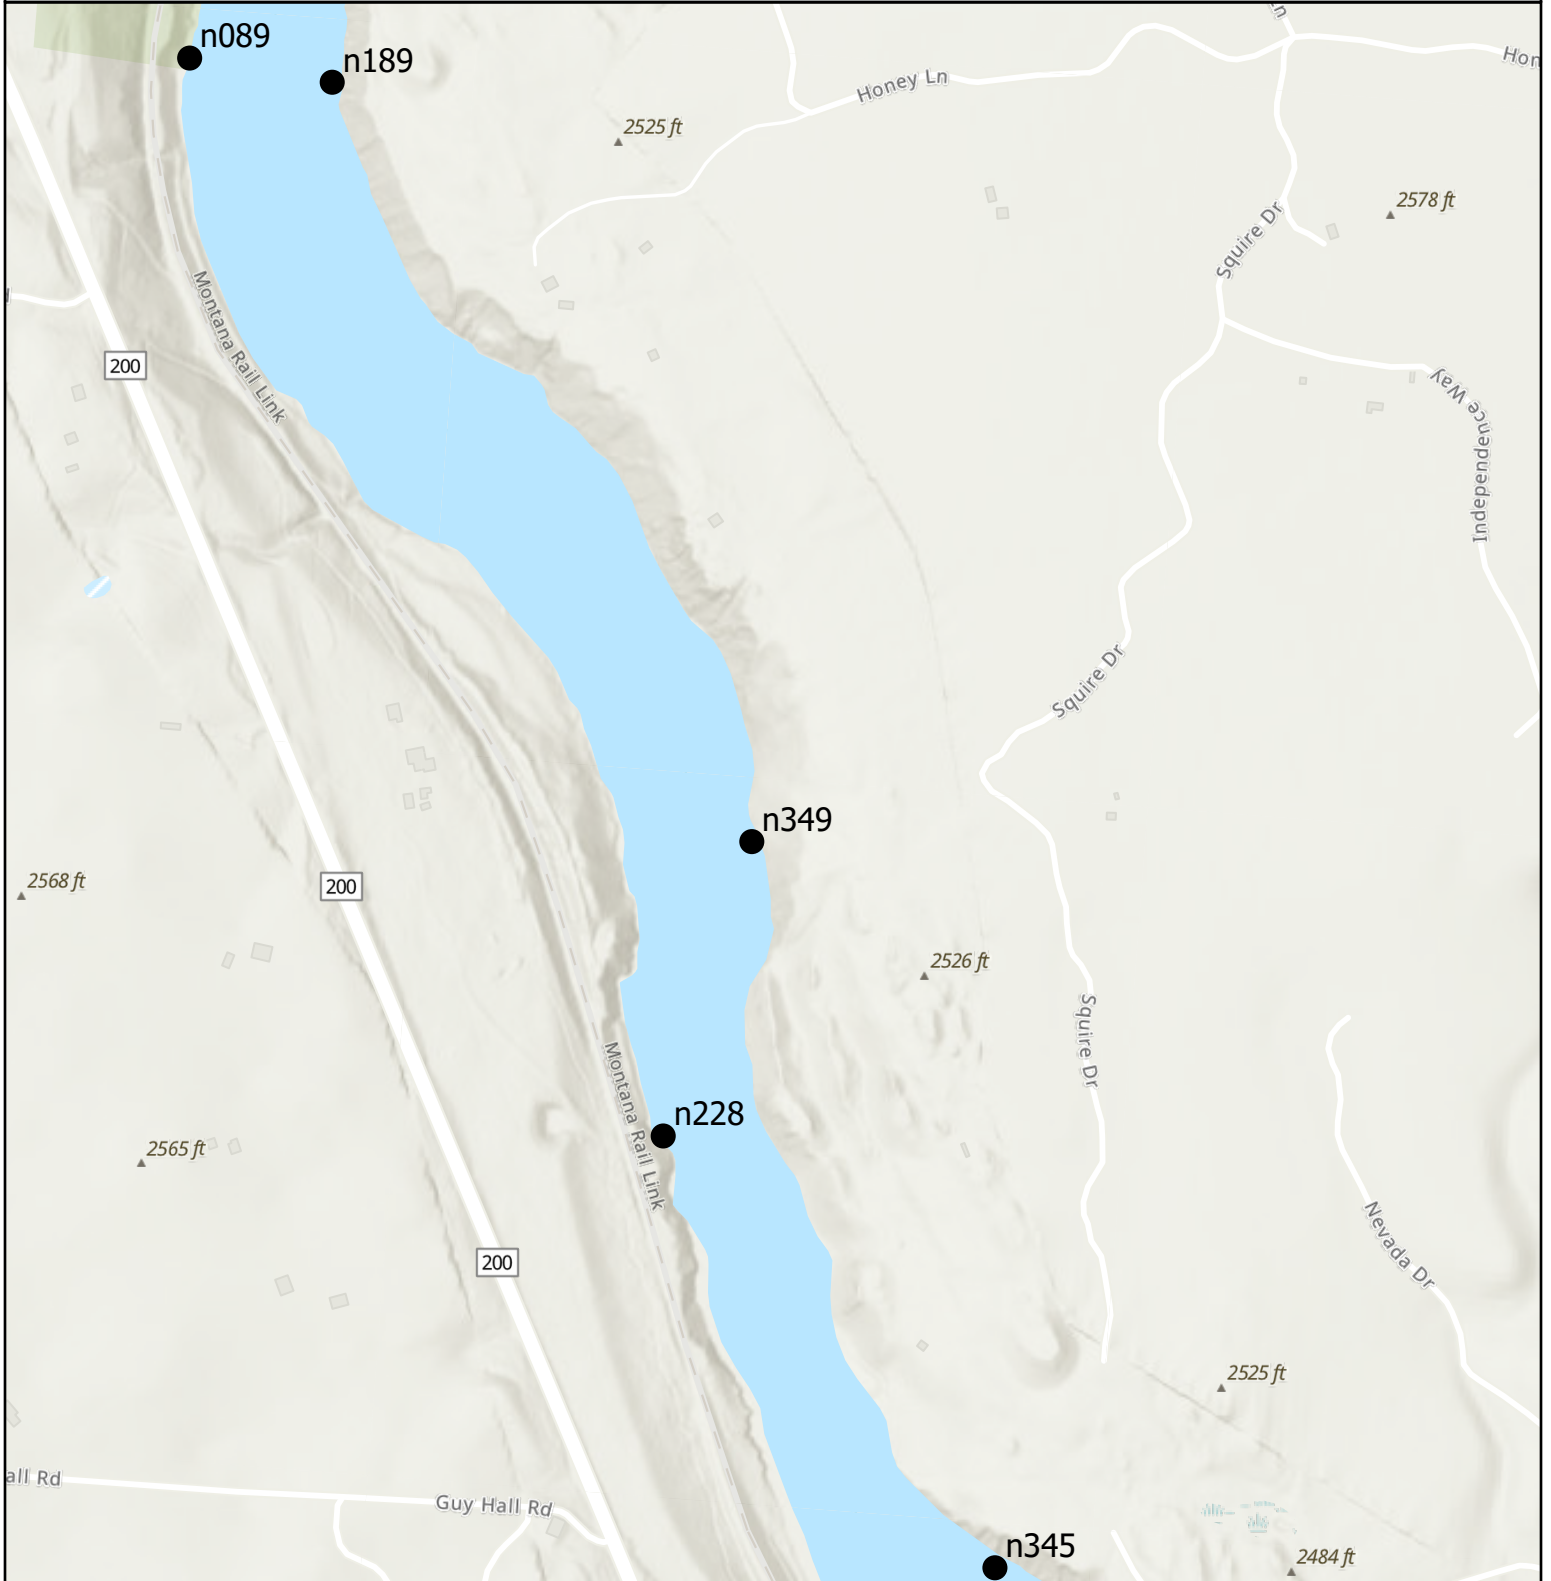 n089
n189
Honey Ln
2525 ft
Squire Dr
2578 ft
Montana Rail Link
200
Independence Way
Squire Dr
n349
200
2568 ft
2526 ft
Squire Dr
Montana Rail Link
n228
2565 ft
Nevada Dr
200
2525 ft
all Rd
Guy Hall Rd
n345
2484 ft
Hon